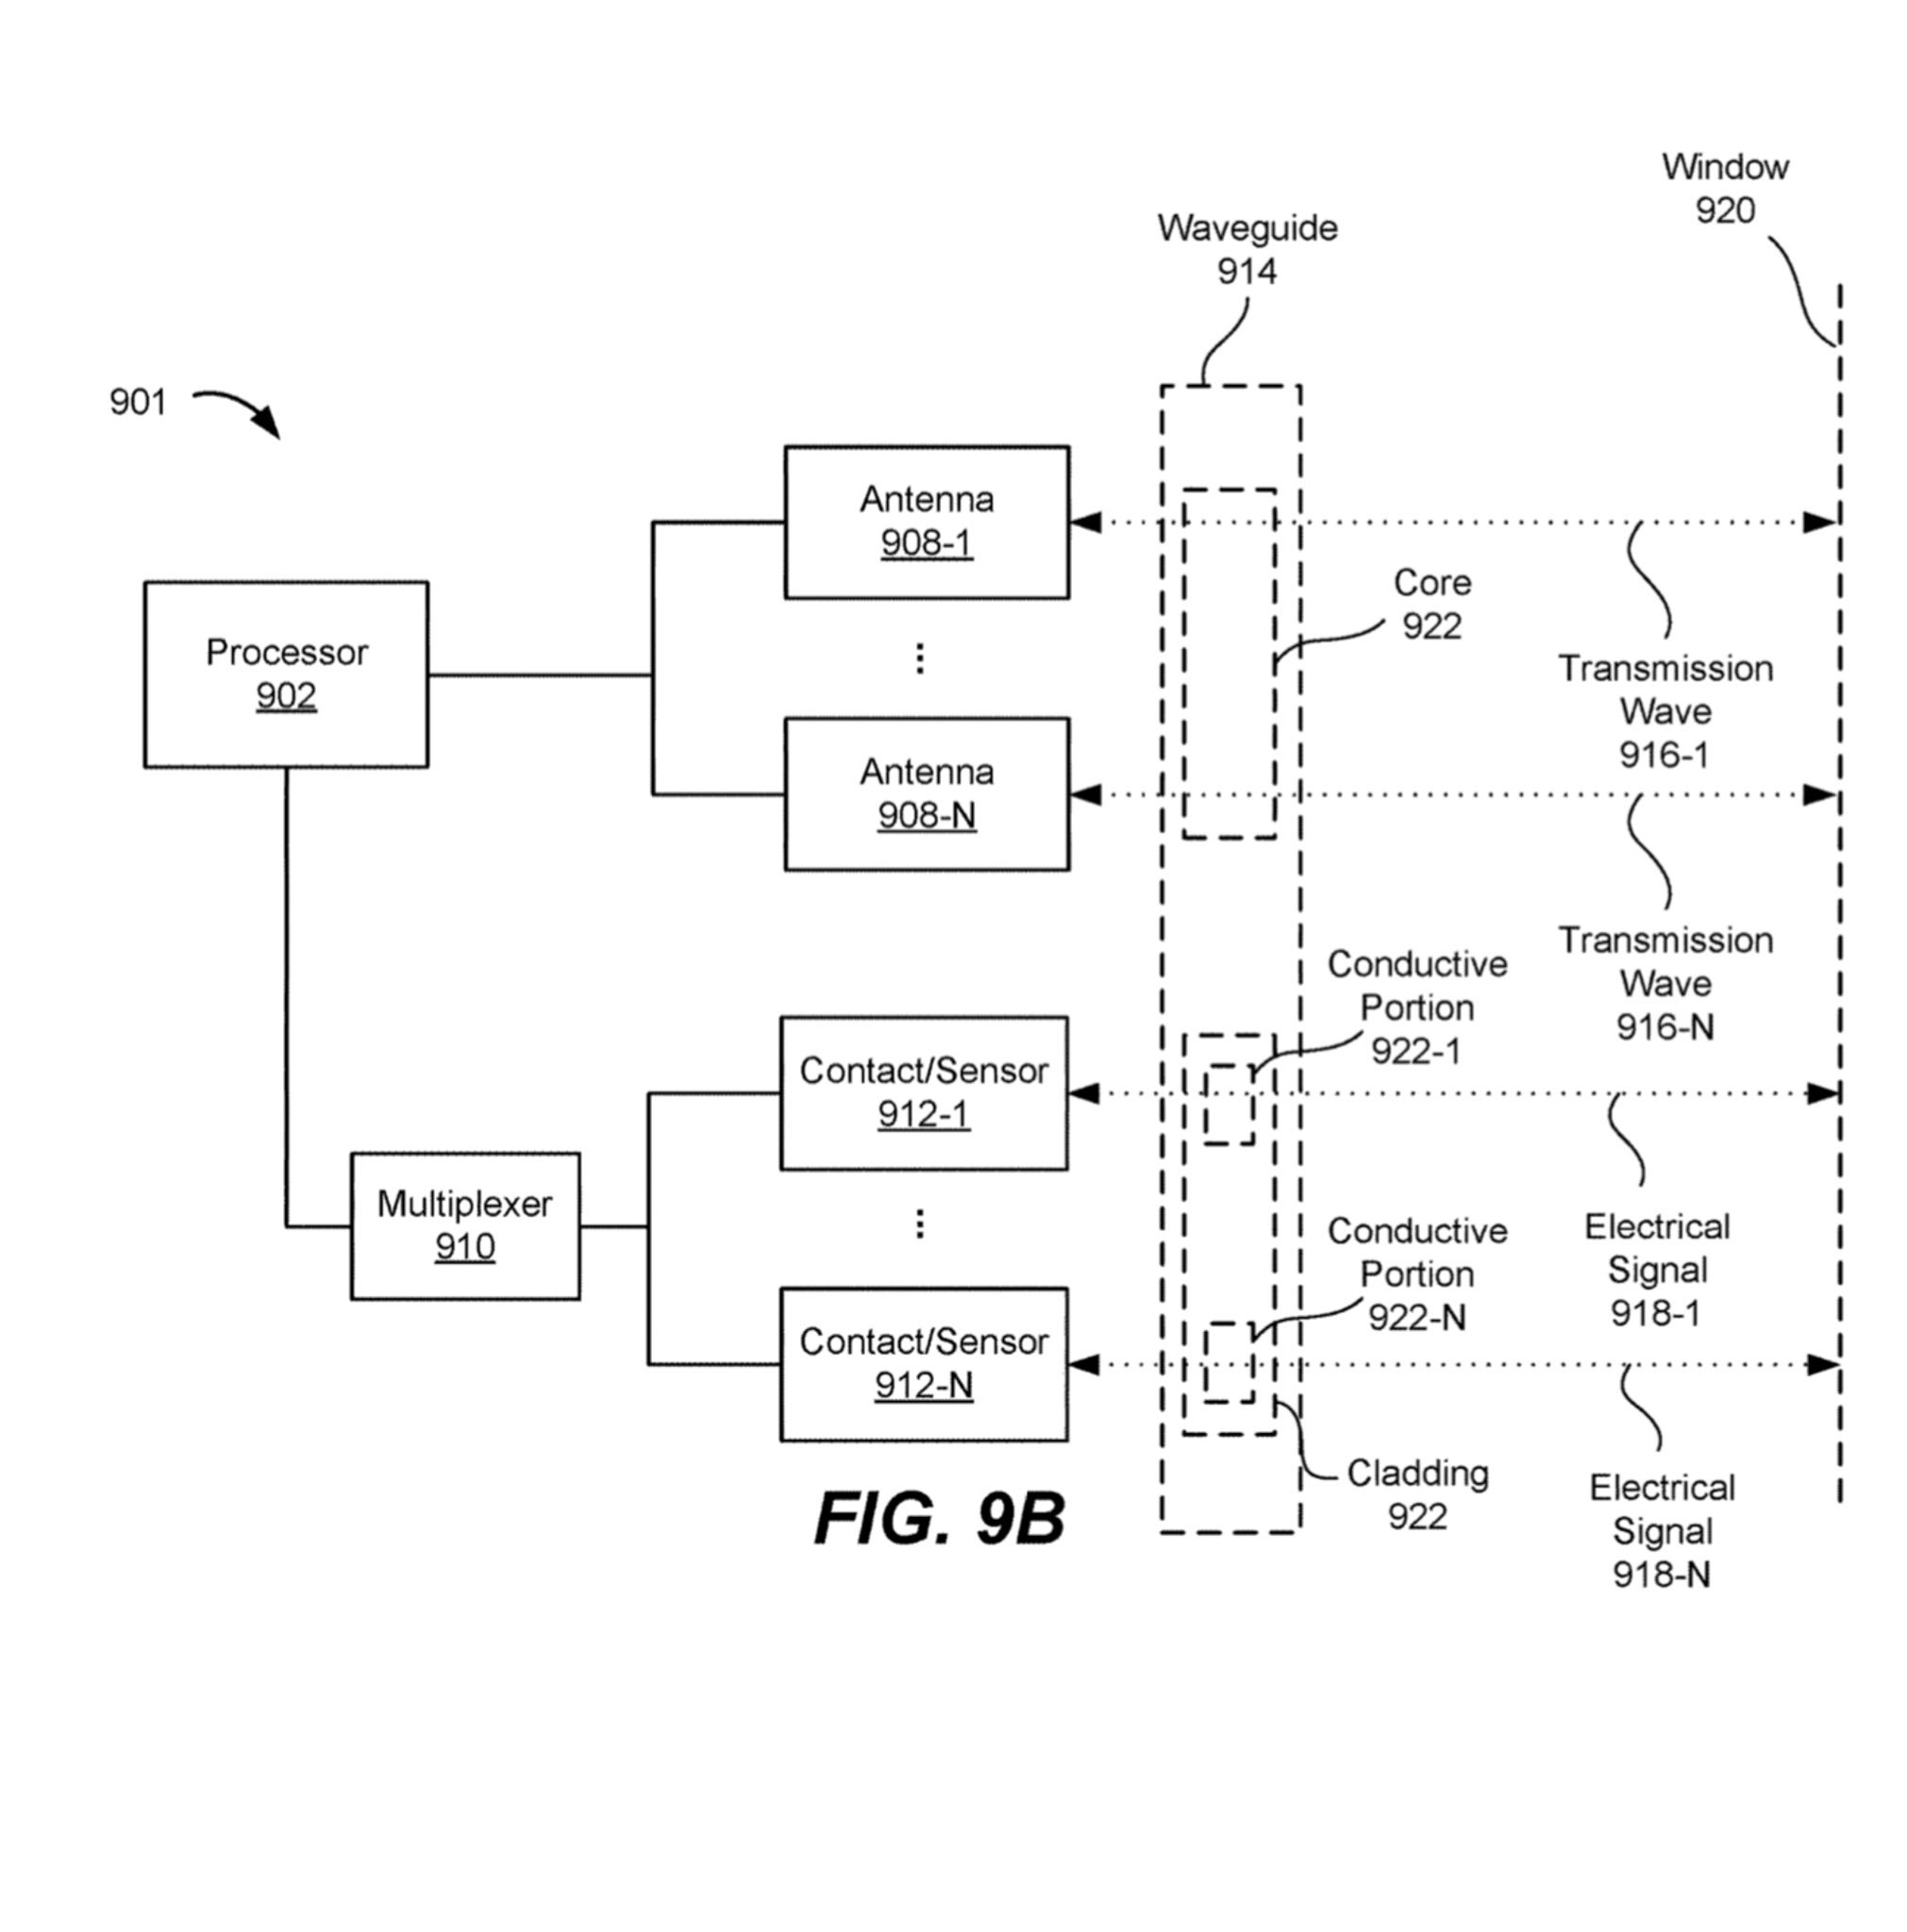 Window
920
Waveguide
914
901
Antenna
908-1
Core
922
Processor
902
Transmission
Wave
916-1
Antenna
908-N
Transmission
Wave
916-N
Conductive
Portion
922-1
Contact/Sensor
912-1
Multiplexer
910
Conductive
Portion
922-N
Electrical
Signal
918-1
Contact/Sensor
912-N
Cladding
922
Electrical
Signal
918-N
FIG. 9B